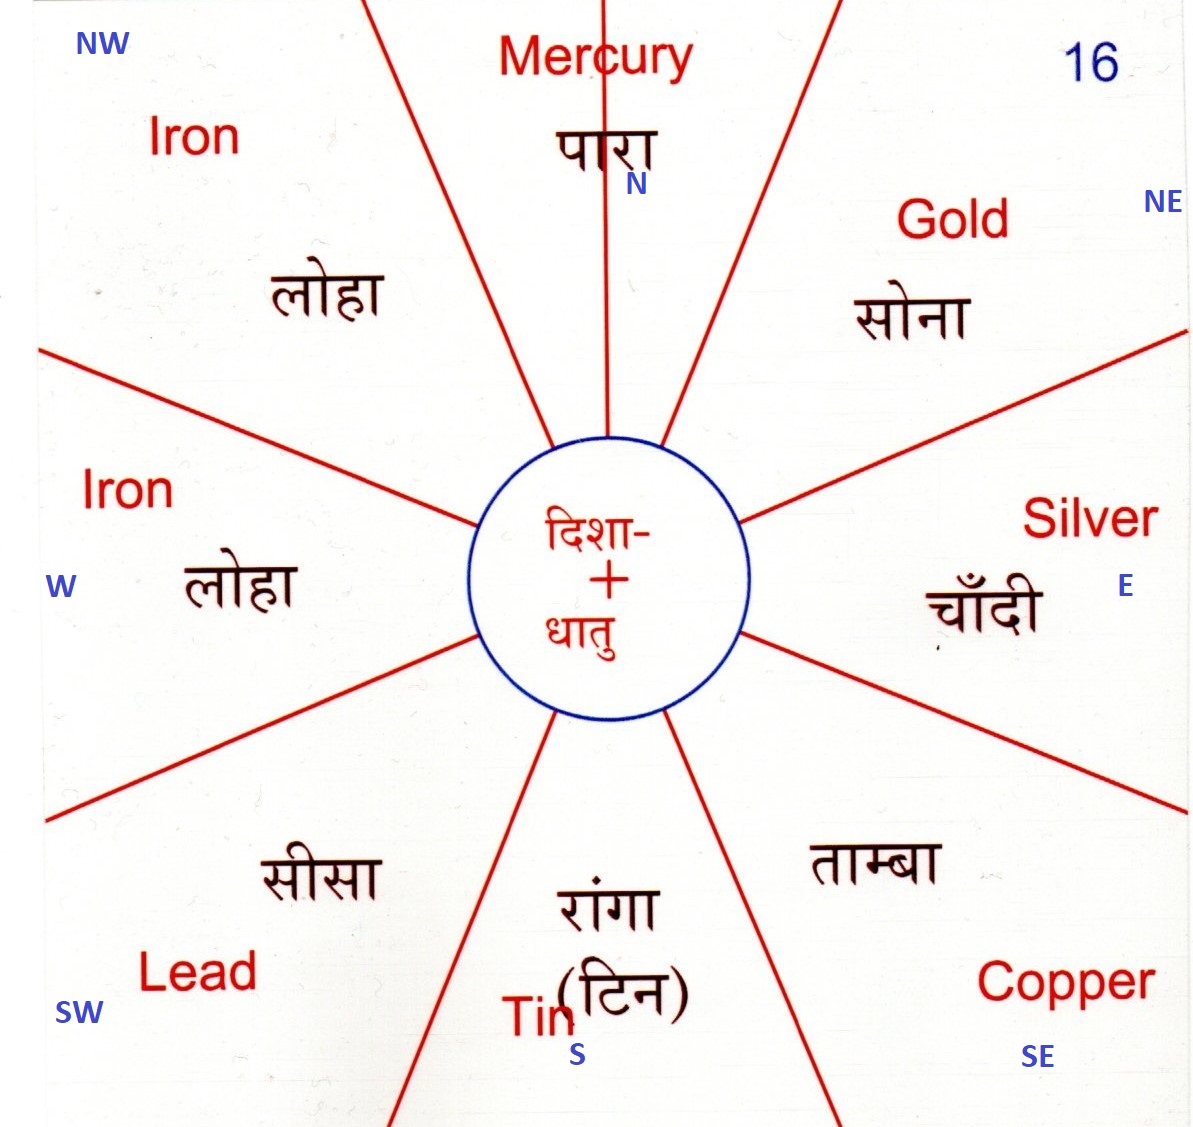 NW
Mercury
16
Iron
पारा
N
NE
Gold
लोहा
सोना
Iron
Silver
दिशा-
W
लोहा
+
E
चाँदी
धातु
सीसा
ताम्बा
रांगा
Lead
(टिन)
Tin
Copper
SW
S
SE